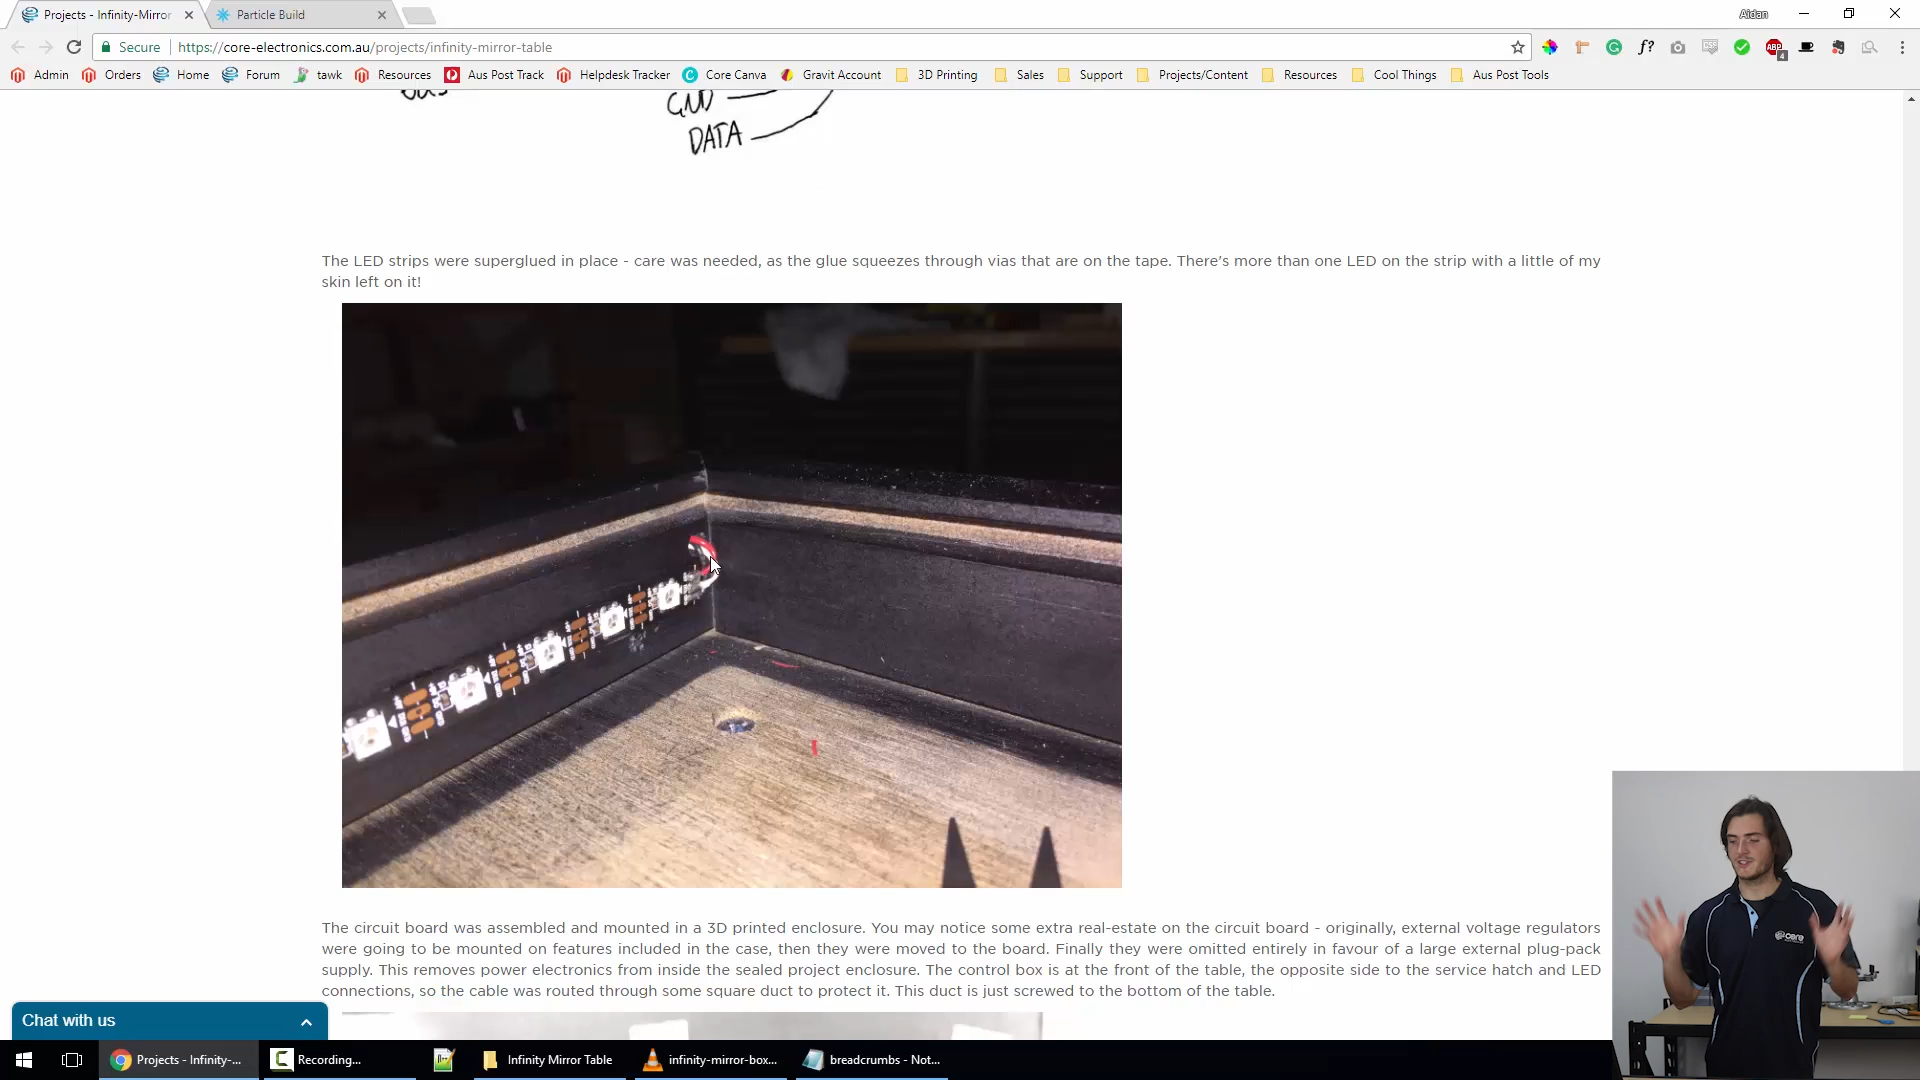 Projects - Infinity-Mirror
Particle Build
Aidan
Secure
https://core-electronics.com.au/projects/infinity-mirror-table
f?
ABP
4
Admin
Orders
Home
Forum
tawk
Resources
Aus Post Track
Helpdesk Tracker
Core Canva
Gravit Account
3D Printing
Sales
Support
Projects/Content
Resources
Cool Things
Aus Post Tools
GND
DATA
The LED strips were superglued in place - care was needed, as the glue squeezes through vias that are on the tape. There's more than one LED on the strip with a little of my
skin left on it!
The circuit board was assembled and mounted in a 3D printed enclosure. You may notice some extra real-estate on the circuit board - originally, external voltage regulators
were going to be mounted on features included in the case, then they were moved to the board. Finally they were omitted entirely in favour of a large external plug-pack
supply. This removes power electronics from inside the sealed project enclosure. The control box is at the front of the table, the opposite side to the service hatch and LED
connections, so the cable was routed through some square duct to protect it. This duct is just screwed to the bottom of the table.
core
Chat with us
Projects - Infinity-...
Recording...
Infinity Mirror Table
infinity-mirror-box...
breadcrumbs - Not...